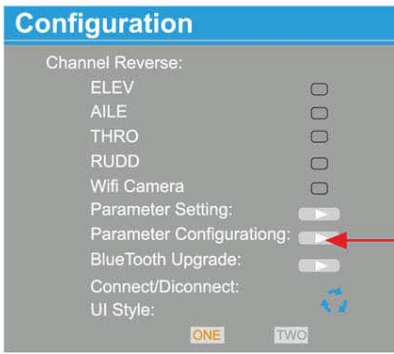 Configuration
Channel Reverse:
ELEV
AILE
THRO
RUDD
Wifi Camera
Parameter Setting:
Parameter Configurationg:
BlueTooth Upgrade:
Connect/Diconnect:
UI Style:
ONE TWO